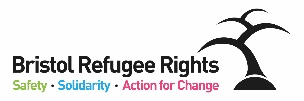 Bristol Refugee Rights
Safety · Solidarity · Action for Change